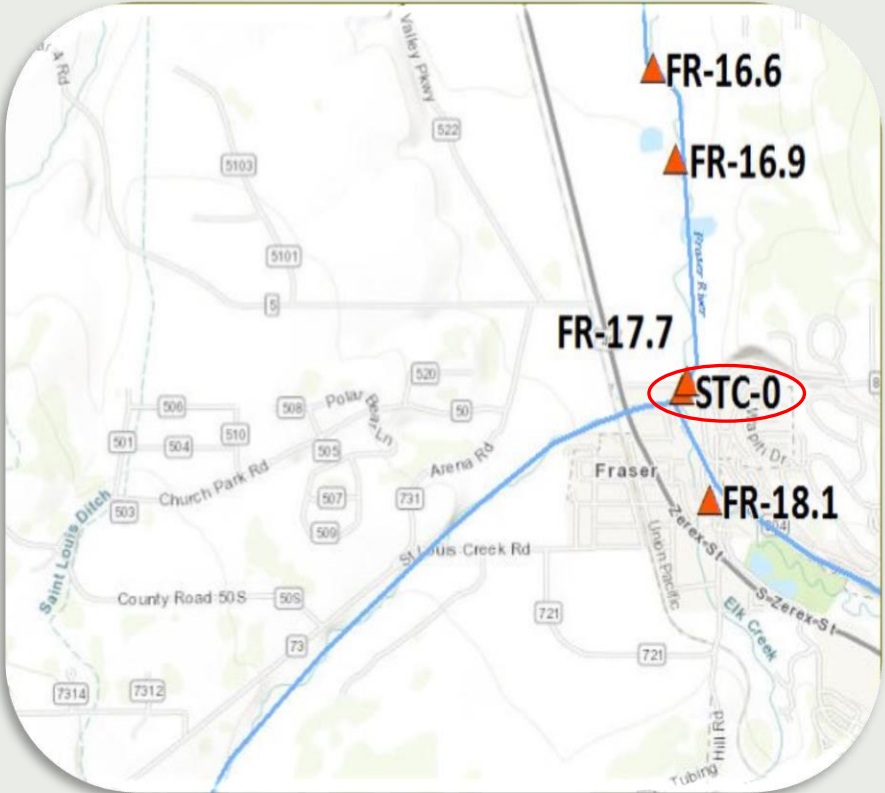 Valley Pkwy
FR-16.6
522
5103
FR-16.9
5101
Fraser River
5
FR-17.7
520
STC-0
506
508
Polar Bear Ln
50
501
504
510
505
Arena Rd
Wapiti Dr
Church Park Rd
Fraser
507
731
FR-18.1
503
509
804
Zerex-St
Saint Louis Ditch
St Louis Creek Rd
Union Pacific
County Road 50S
50S
721
S-Zerex-St
Elk Creek
73
721
7314
7312
Tubing Hill Rd